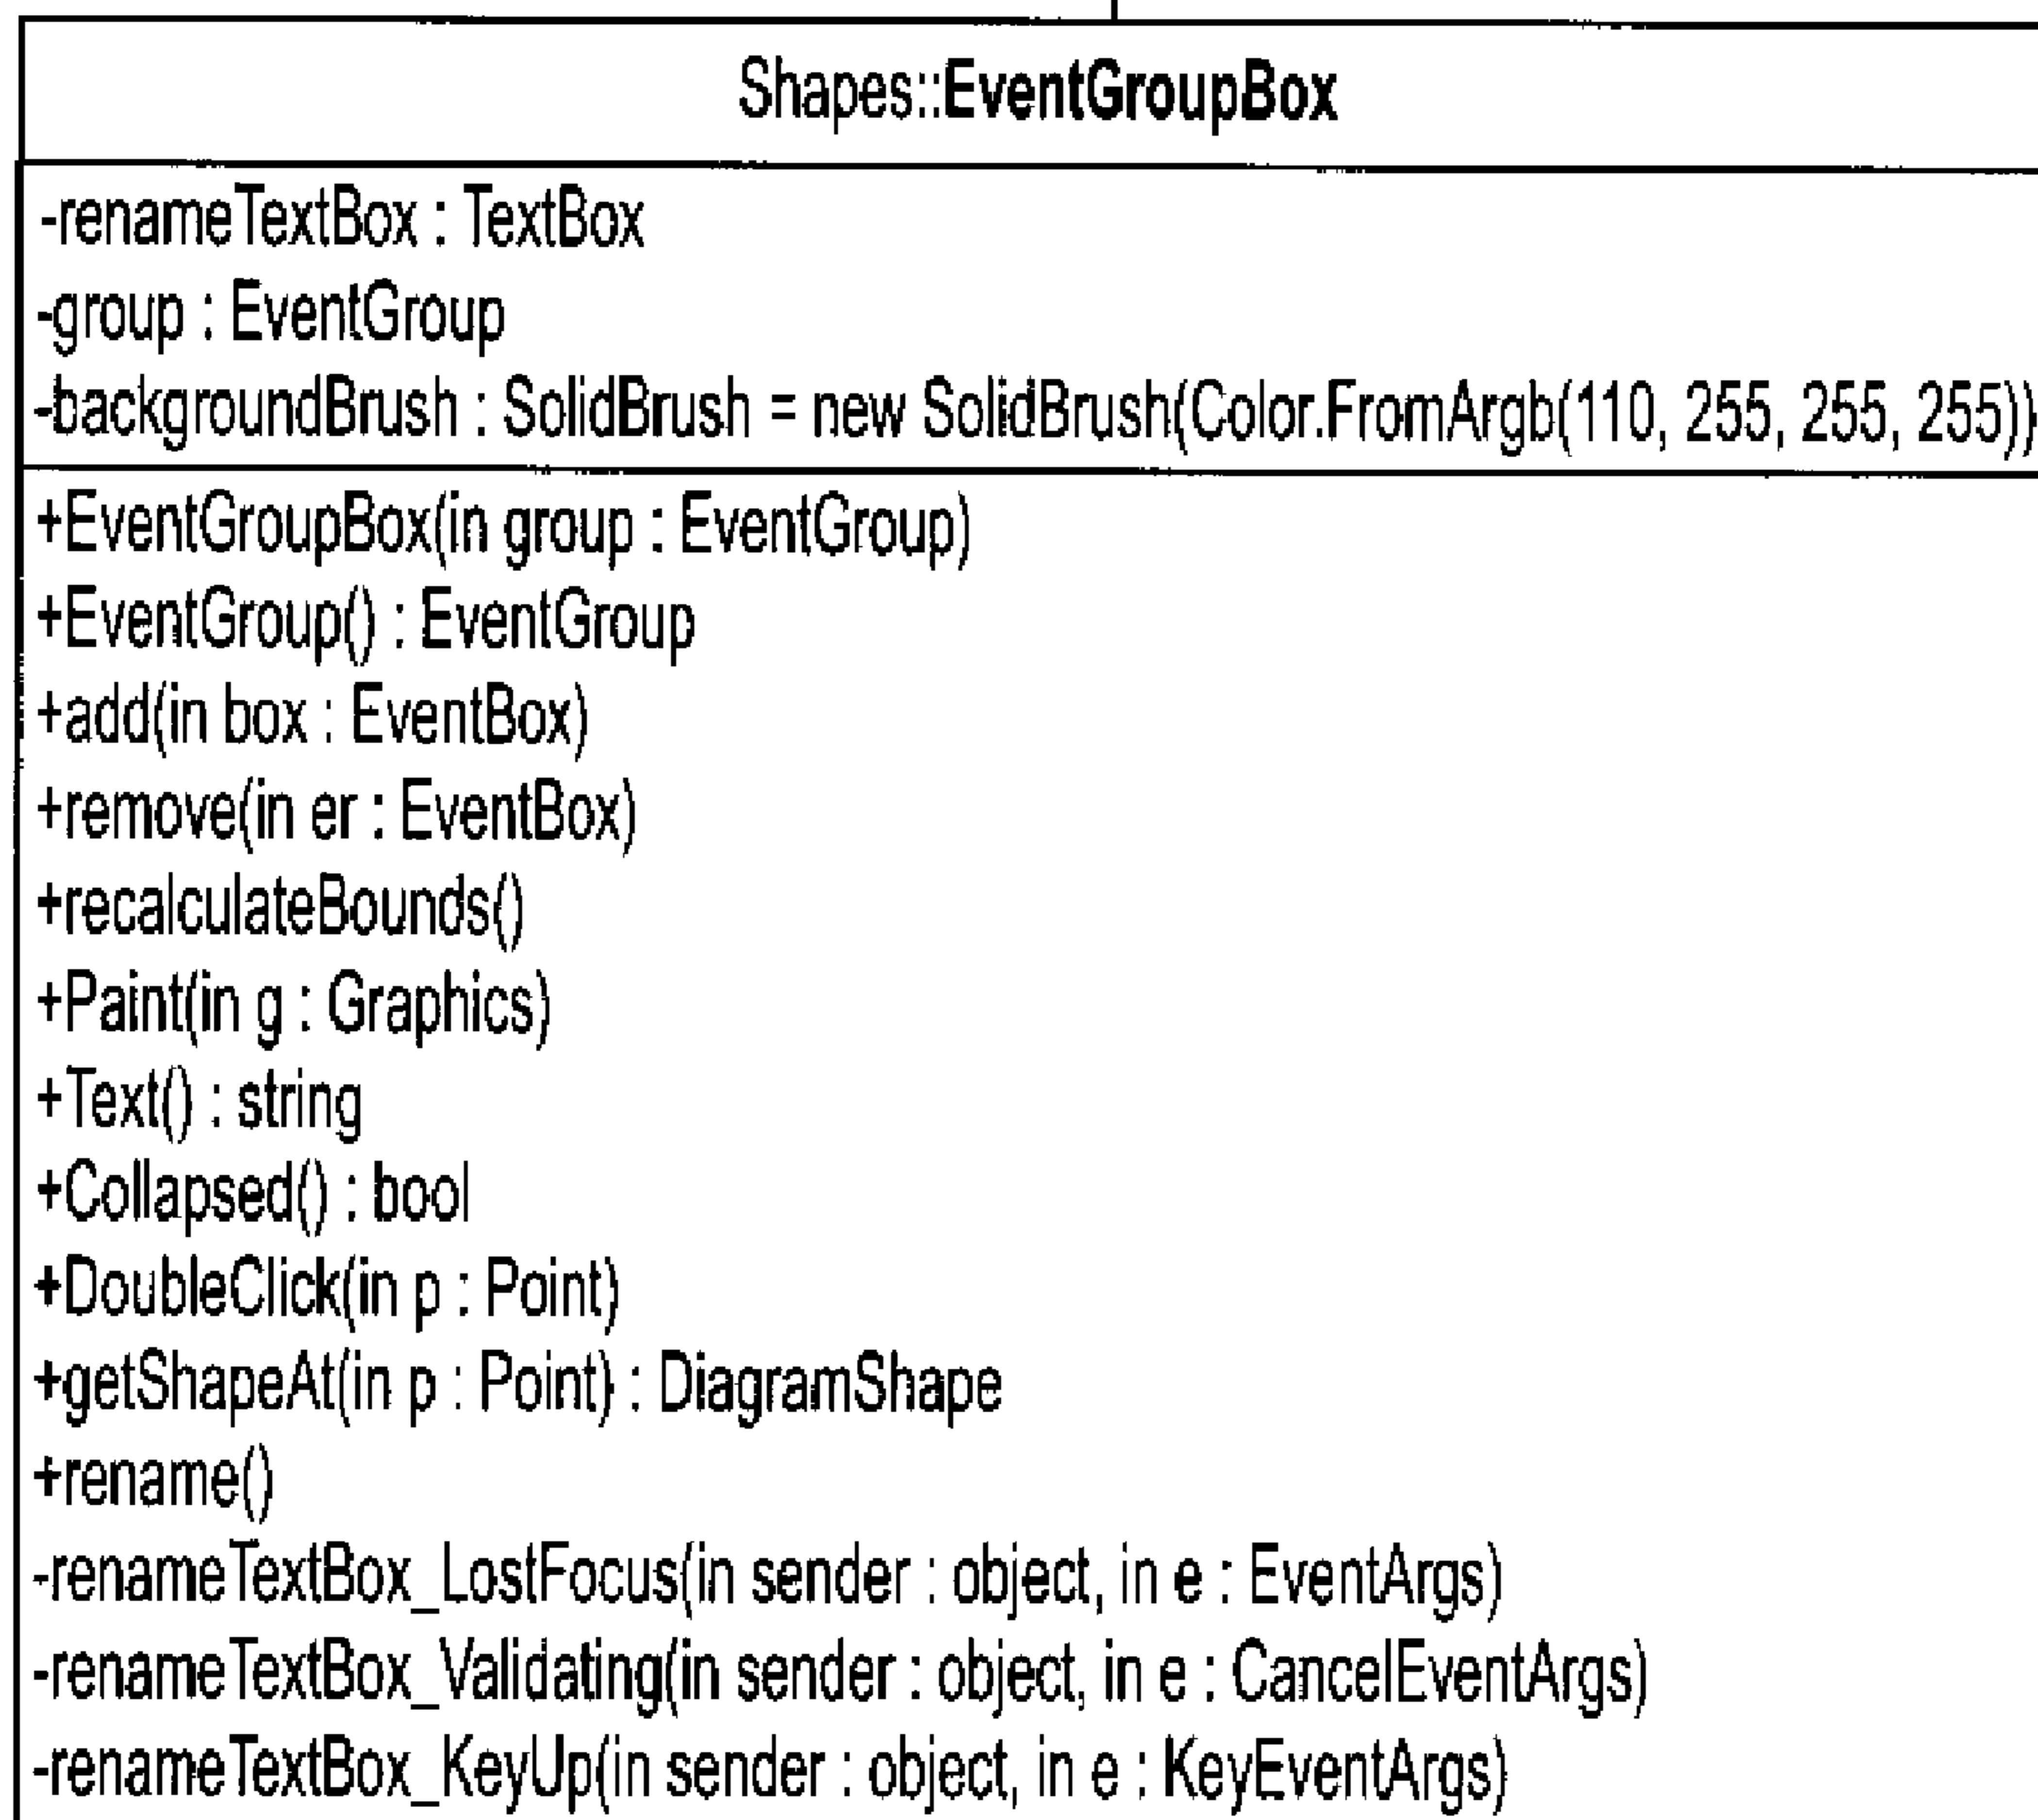 Shapes::EventGroupBox
-renameTextBox : TextBox
-group : EventGroup
-backgroundBrush : SolidBrush = new SolidBrush(Color.FromArgb(110, 255, 255, 255))
+EventGroupBox(in group : EventGroup)
+EventGroup() : EventGroup
+add(in box : EventBox)
+remove(in er : EventBox)
+recalculateBounds()
+Paint(in g : Graphics)
+Text() : string
+Collapsed() : bool
+DoubleClick(in p : Point)
+getShapeAt(in p : Point) : DiagramShape
+rename()
-renameTextBox_LostFocus(in sender : object, in e : EventArgs)
-renameTextBox_Validating(in sender : object, in e : CancelEventArgs)
-renameTextBox_KeyUp(in sender : object, in e : KeyEventArgs)